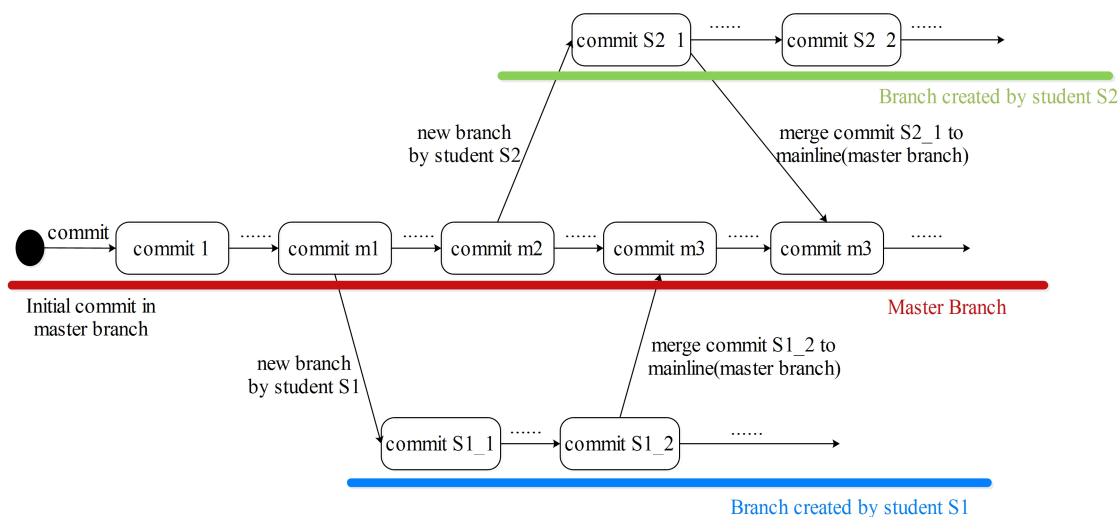 ...... ......
commit S2_1 commit S2_2
Branch created by student S2
new branch
by student S2
merge commit S2_1 to
mainline(master branch)
commit ...... ...... ...... ...... ......
commit 1 commit m1 commit m2 commit m3 commit m3
Initial commit in
master branch
Master Branch
new branch
by student S1
merge commit S1_2 to
mainline(master branch)
...... ......
commit S1_1 commit S1_2
Branch created by student S1